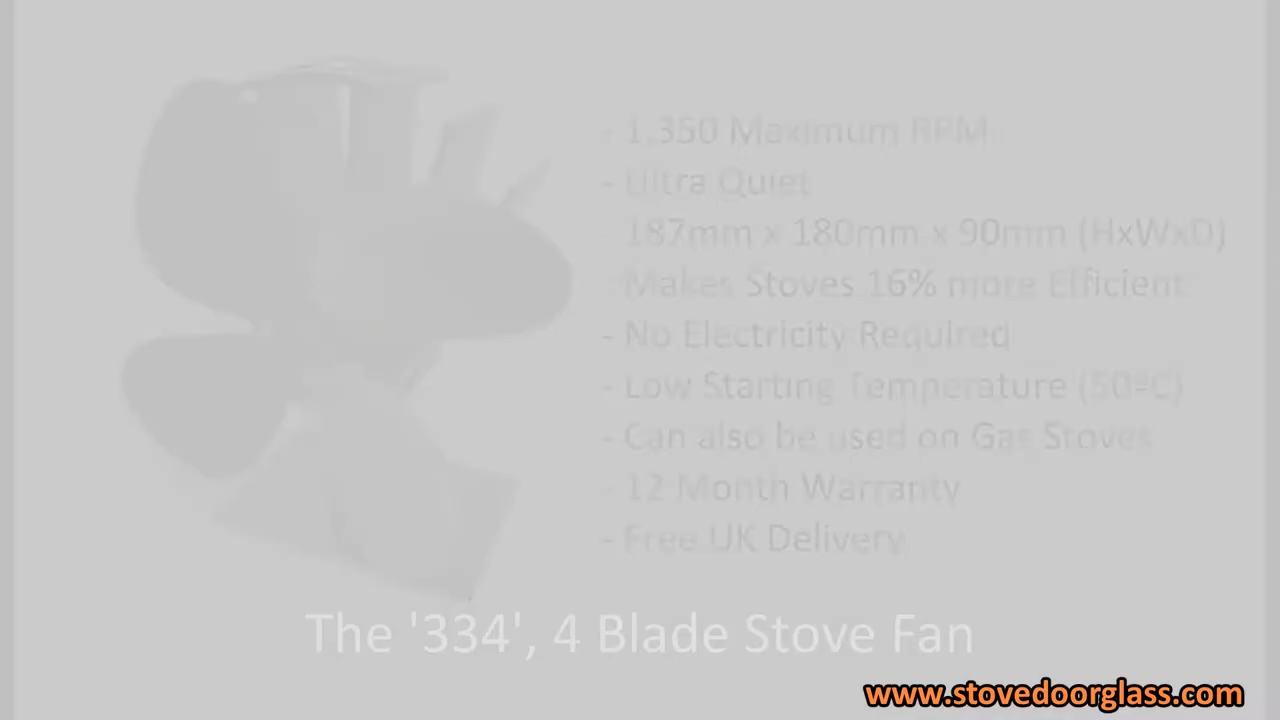 - 1,350 Maximum RPM
- Ultra Quiet
- 187mm x 180mm x 90mm (HxWxD)
- Makes Stoves 16% more Efficient
- No Electricity Required
- Low Starting Temperature (50ºC)
- Can also be used on Gas Stoves
- 12 Month Warranty
- Free UK Delivery
The '334', 4 Blade Stove Fan
www.stovedoorglass.com